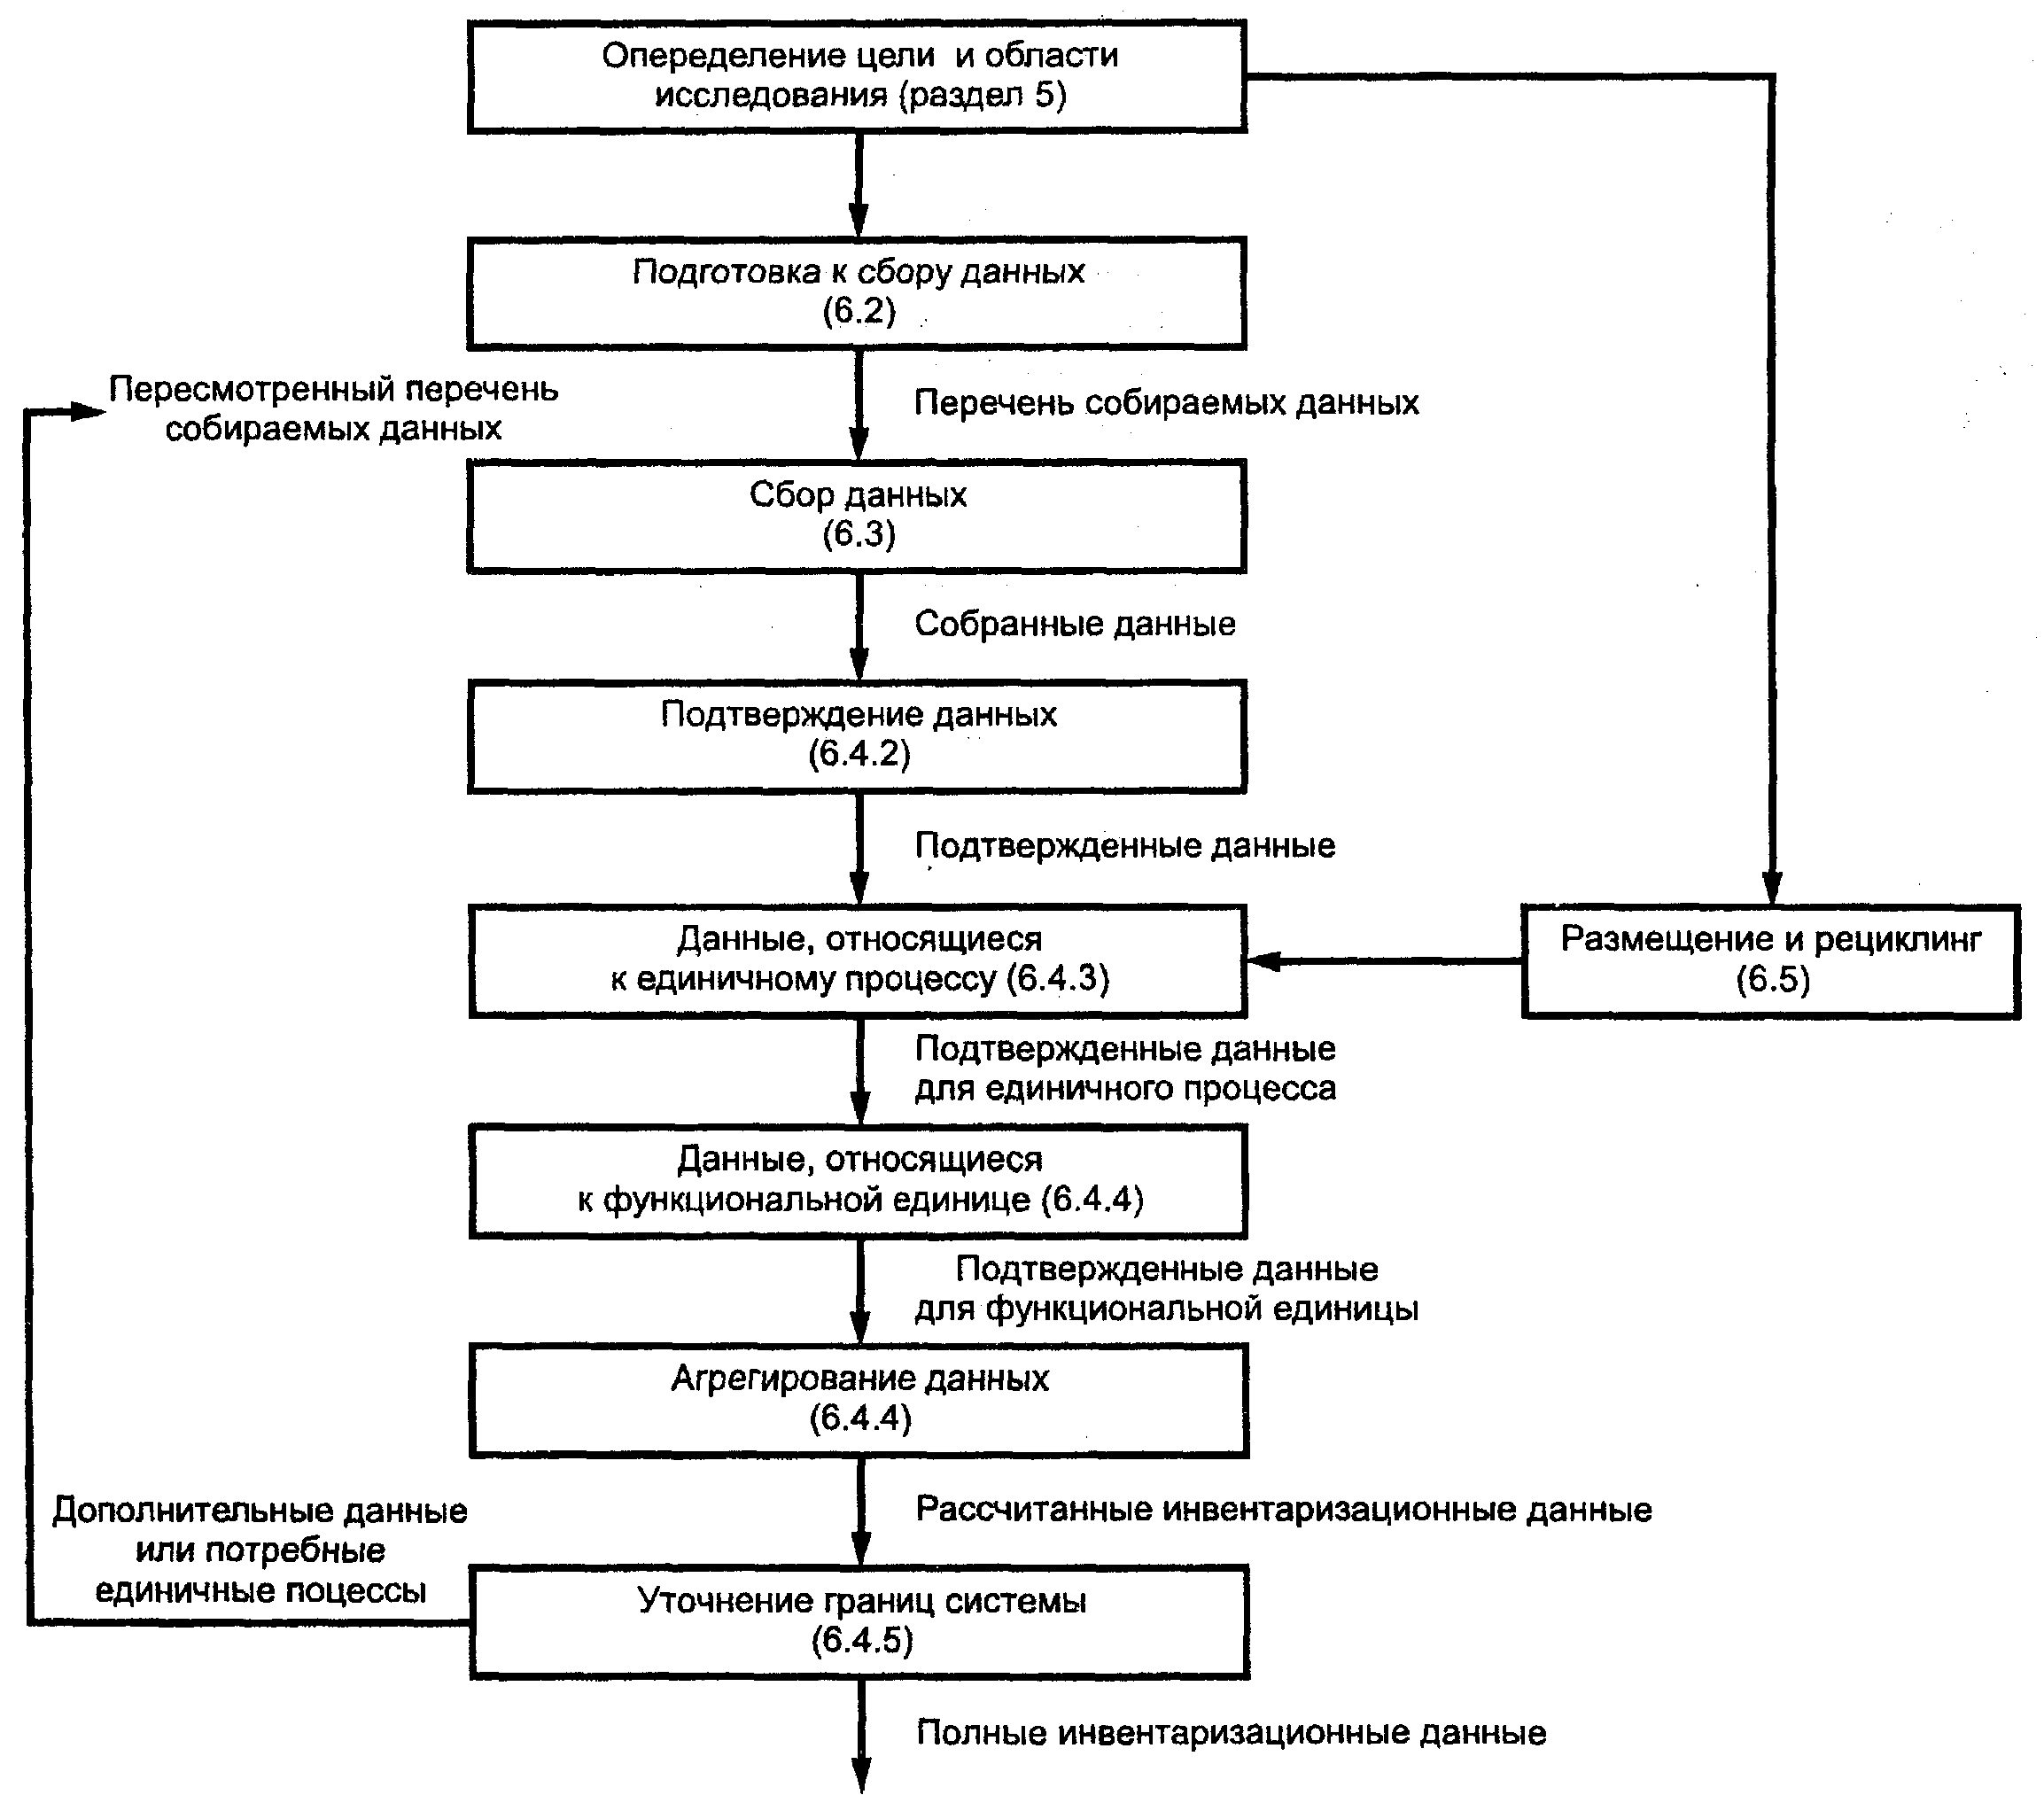 Опеределение цели и области
исследования (раздел 5)
Подготовка к сбору данных
(6.2)
Пересмотренный перечень
собираемых данных
Перечень собираемых данных
Сбор данных
(6.3)
Собранные данные
Подтверждение данных
(6.4.2)
Подтвержденные данные
Данные, относящиеся
к единичному процессу (6.4.3)
Размещение и рециклинг
(6.5)
Подтвержденные данные
для единичного процесса
Данные, относящиеся
к функциональной единице (6.4.4)
Подтвержденные данные
для функциональной единицы
Агрегирование данных
(6.4.4)
Рассчитанные инвентаризационные данные
Дополнительные данные
или потребные
единичные поцессы
Уточнение границ системы
(6.4.5)
Полные инвентаризационные данные